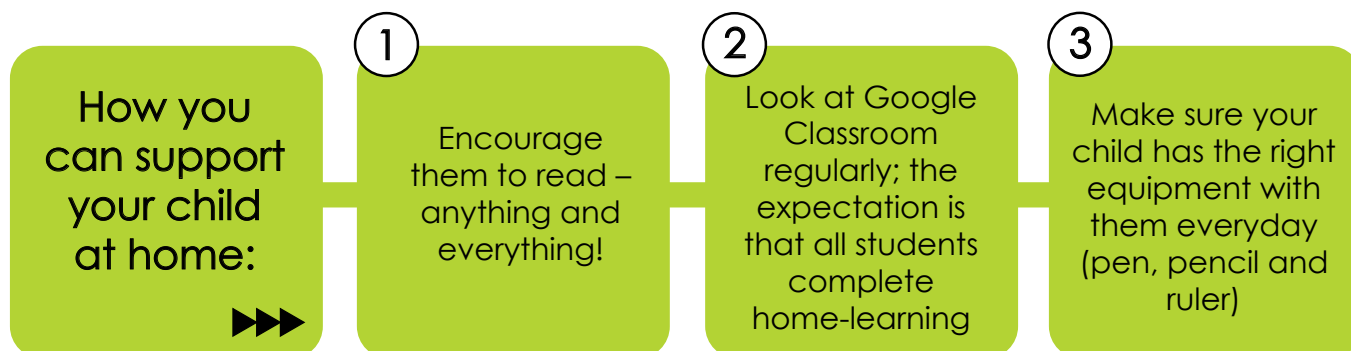 How you
can support
your child
at home:
1
Encourage
them to read –
anything and
everything!
2
Look at Google
Classroom
regularly; the
expectation is
that all students
complete
home-learning
3
Make sure your
child has the right
equipment with
them everyday
(pen, pencil and
ruler)